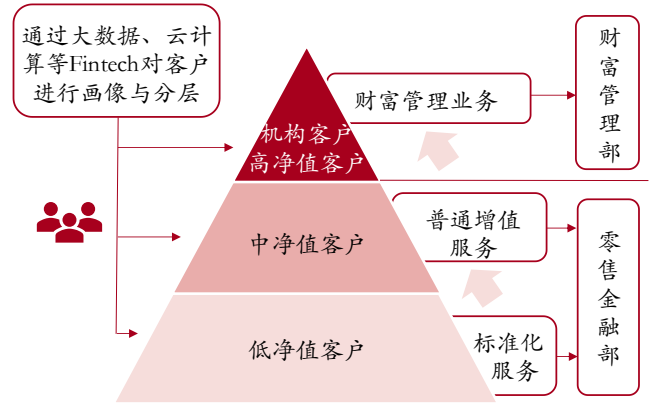 通过大数据、云计
算等Fintech对客户
进行画像与分层
财富管理业务
财富管理部
机构客户
高净值客户
普通增值
服务
中净值客户
零售金融部
标准化
服务
低净值客户